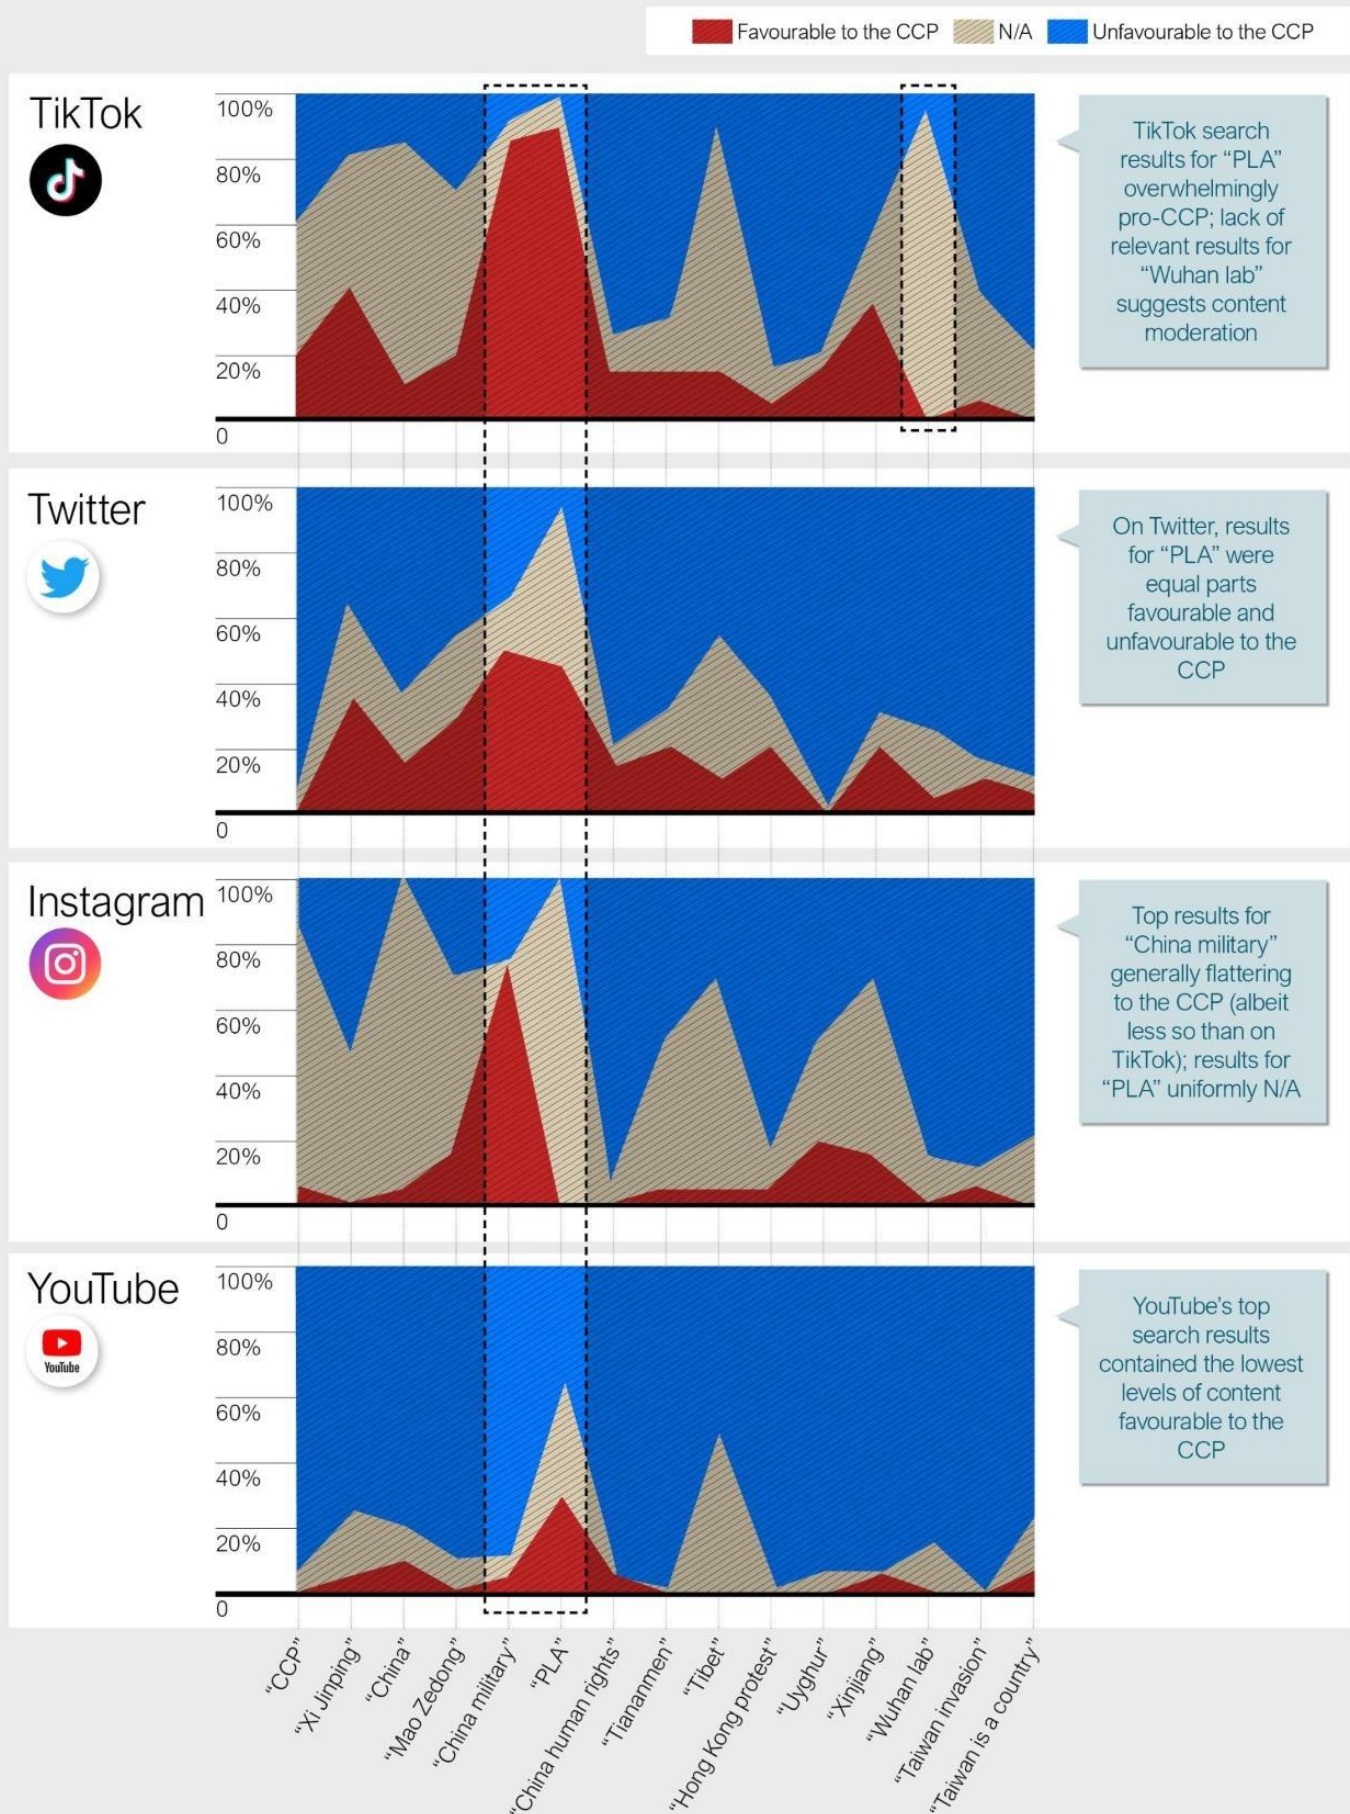 Favourable to the CCP
N/A
Unfavourable to the CCP
TikTok
100%
80%
60%
40%
20%
0
TikTok search
results for “PLA”
overwhelmingly
pro-CCP; lack of
relevant results for
“Wuhan lab”
suggests content
moderation
Twitter
100%
80%
60%
40%
20%
0
On Twitter, results
for “PLA” were
equal parts
favourable and
unfavourable to the
CCP
Instagram
100%
80%
60%
40%
20%
0
Top results for
“China military”
generally flattering
to the CCP (albeit
less so than on
TikTok); results for
“PLA” uniformly N/A
YouTube
YouTube
100%
80%
60%
40%
20%
0
YouTube’s top
search results
contained the lowest
levels of content
favourable to the
CCP
“CCP”
“Xi Jinping”
“China”
“Mao Zedong”
“China military”
“PLA”
“China human rights”
“Tiananmen”
“Tibet”
“Hong Kong protest”
“Uyghur”
“Xinjiang”
“Wuhan lab”
“Taiwan invasion”
“Taiwan is a country”